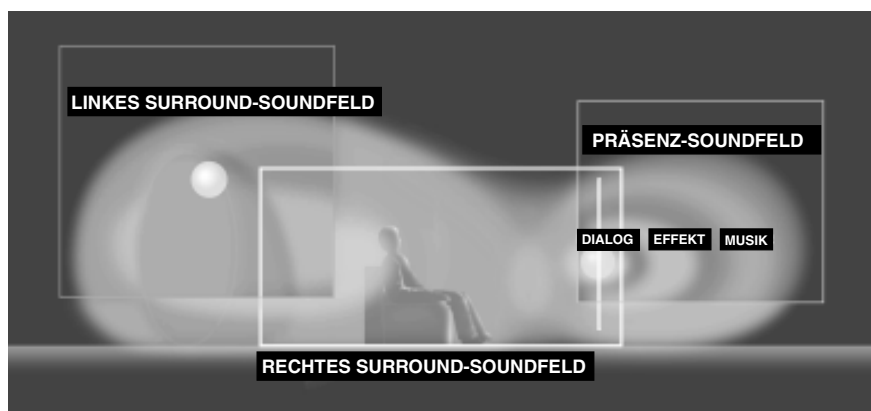 LINKES SURROUND-SOUNDFELD
PRÄSENZ-SOUNDFELD
DIALOG EFFEKT MUSIK
RECHTES SURROUND-SOUNDFELD